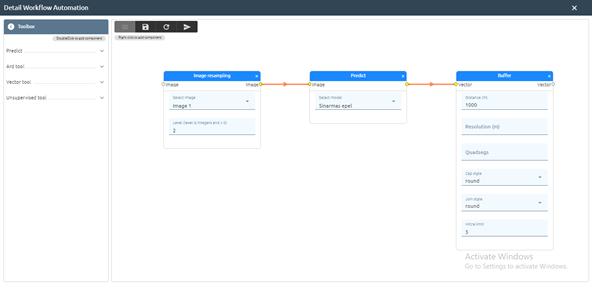 Detail Workflow Automation
Toolbox
Doubleclick to add component
Right click to add component
Predict
Ard tool
Vector tool
Unsupervised tool
Image resamping
Image
Image
Select image
Image 1
Level (level is integers and ≥ 0)
2
Predict
Image
Select model
Sinarmas epel
Buffer
Vector
Vector
Distance (m)
1000
Resolution (m)
Quadsegs
Cap style
round
Join style
round
Mitre limit
5
Activate Windows
Go to Settings to activate Windows.